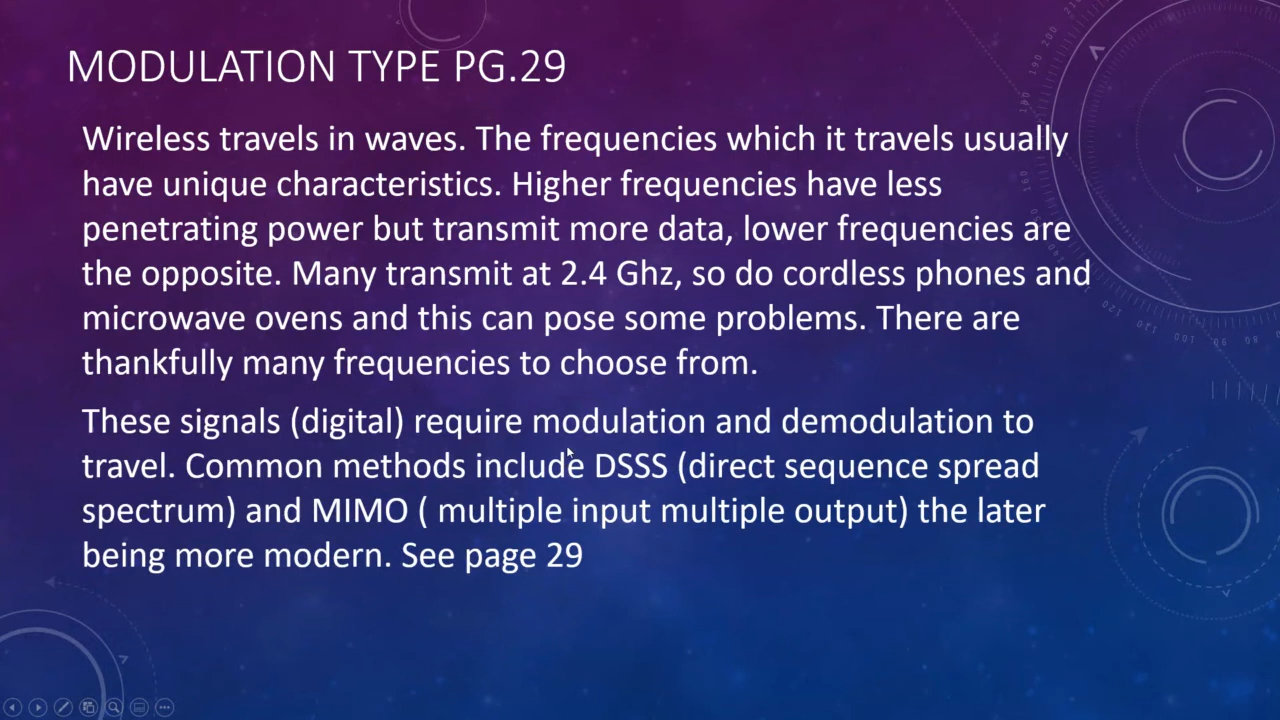 MODULATION TYPE PG.29
Wireless travels in waves. The frequencies which it travels usually
have unique characteristics. Higher frequencies have less
penetrating power but transmit more data, lower frequencies are
the opposite. Many transmit at 2.4 Ghz, so do cordless phones and
microwave ovens and this can pose some problems. There are
thankfully many frequencies to choose from.
These signals (digital) require modulation and demodulation to
travel. Common methods include DSSS (direct sequence spread
spectrum) and MIMO ( multiple input multiple output) the later
being more modern. See page 29